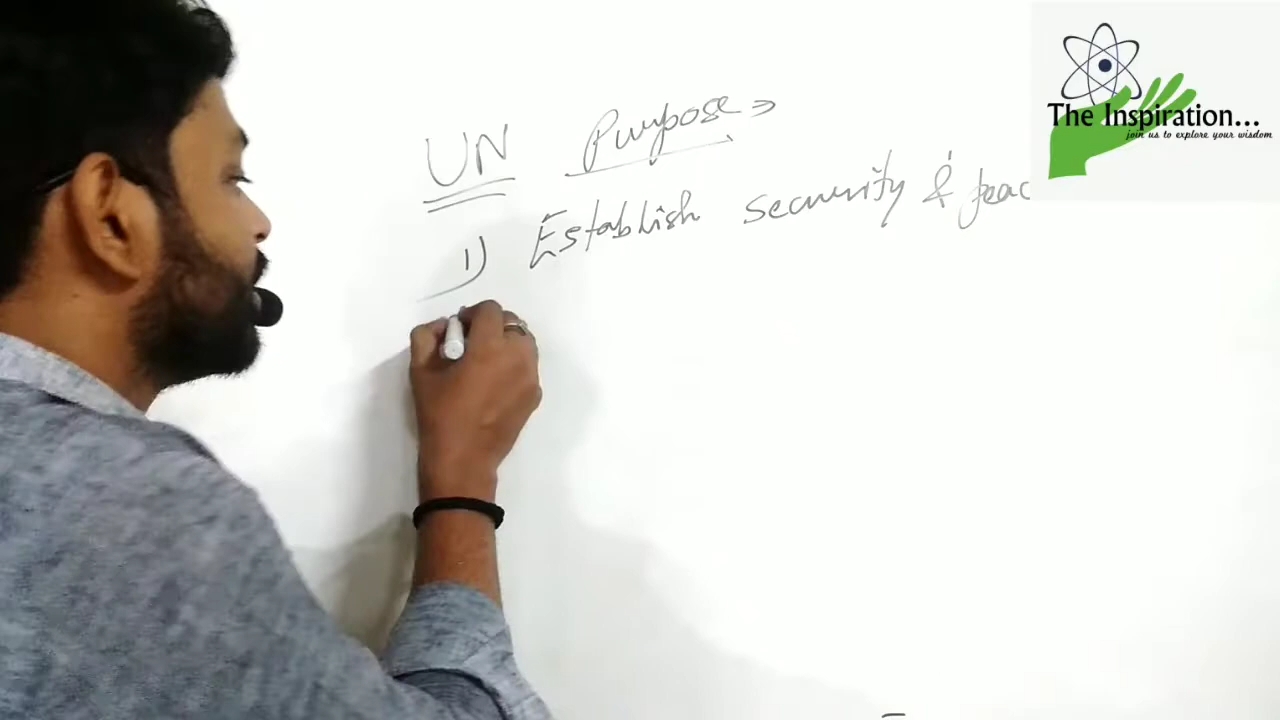 The Inspiration...
join us to explore your wisdom
UN Purpose
1) Establish security & peac